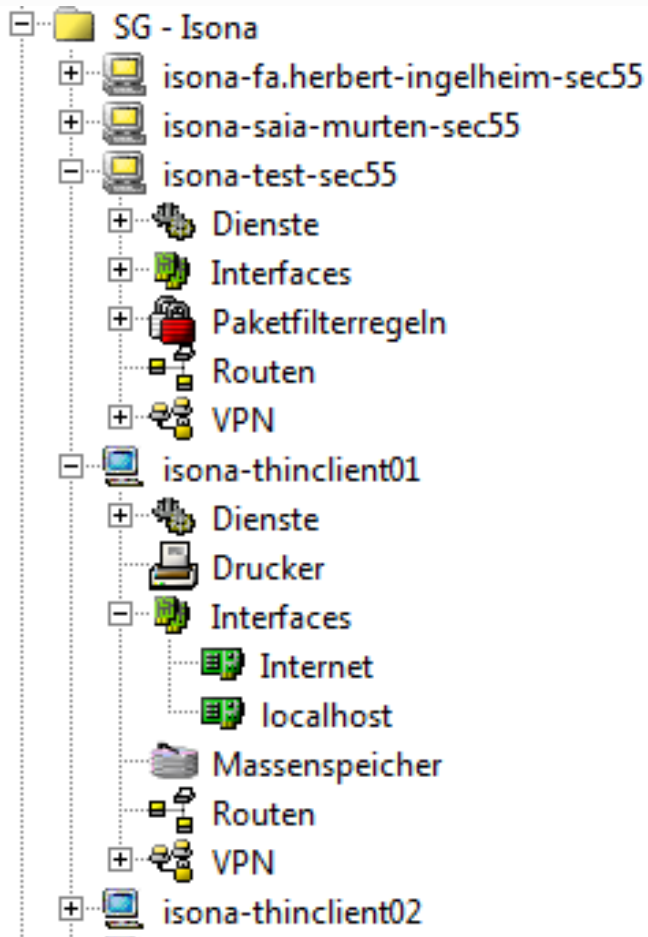 SG - Isona
isona-fa.herbert-ingelheim-sec55
isona-saia-murten-sec55
isona-test-sec55
Dienste
Interfaces
Paketfilterregeln
Routen
VPN
isona-thinclient01
Dienste
Drucker
Interfaces
Internet
localhost
Massenspeicher
Routen
VPN
isona-thinclient02